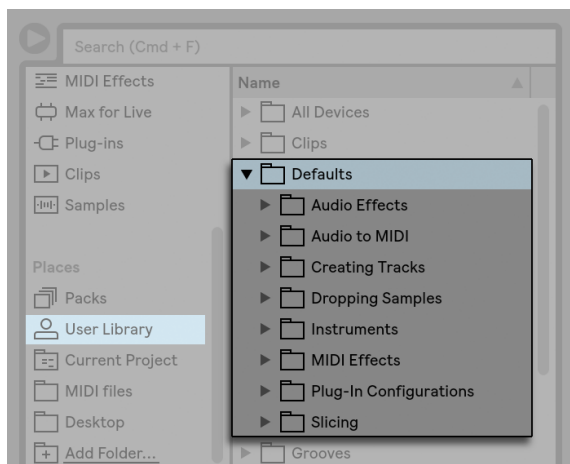 Search (Cmd + F)
MIDI Effects
Max for Live
Plug-ins
Clips
Samples
Places
Packs
User Library
Current Project
MIDI files
Desktop
Add Folder...
Name
All Devices
Clips
Defaults
Audio Effects
Audio to MIDI
Creating Tracks
Dropping Samples
Instruments
MIDI Effects
Plug-In Configurations
Slicing
Grooves